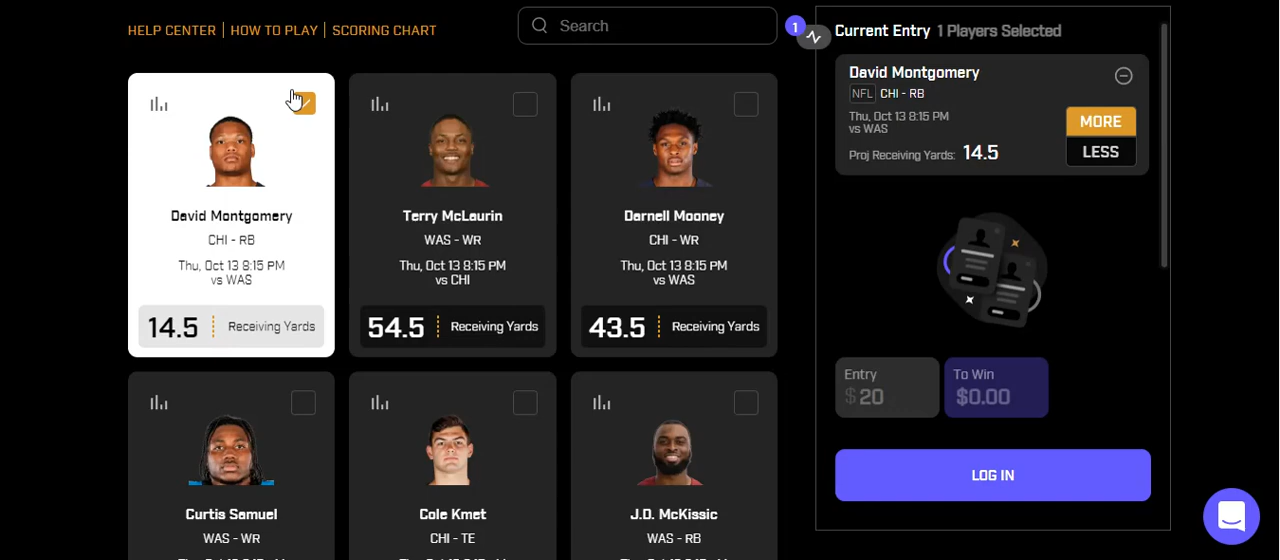 HELP CENTER | HOW TO PLAY | SCORING CHART
Search
David Montgomery
CHI - RB
Thu, Oct 13 8:15 PM
vs WAS
14.5 Receiving Yards
Terry McLaurin
WAS - WR
Thu, Oct 13 8:15 PM
vs CHI
54.5 Receiving Yards
Darnell Mooney
CHI - WR
Thu, Oct 13 8:15 PM
vs WAS
43.5 Receiving Yards
Curtis Samuel
WAS - WR
Cole Kmet
CHI - TE
J.D. McKissic
WAS - RB
1
Current Entry 1 Players Selected
David Montgomery
NFL CHI - RB
Thu, Oct 13 8:15 PM
vs WAS
Proj Receiving Yards: 14.5
MORE
LESS
Entry
$ 20
To Win
$0.00
LOG IN